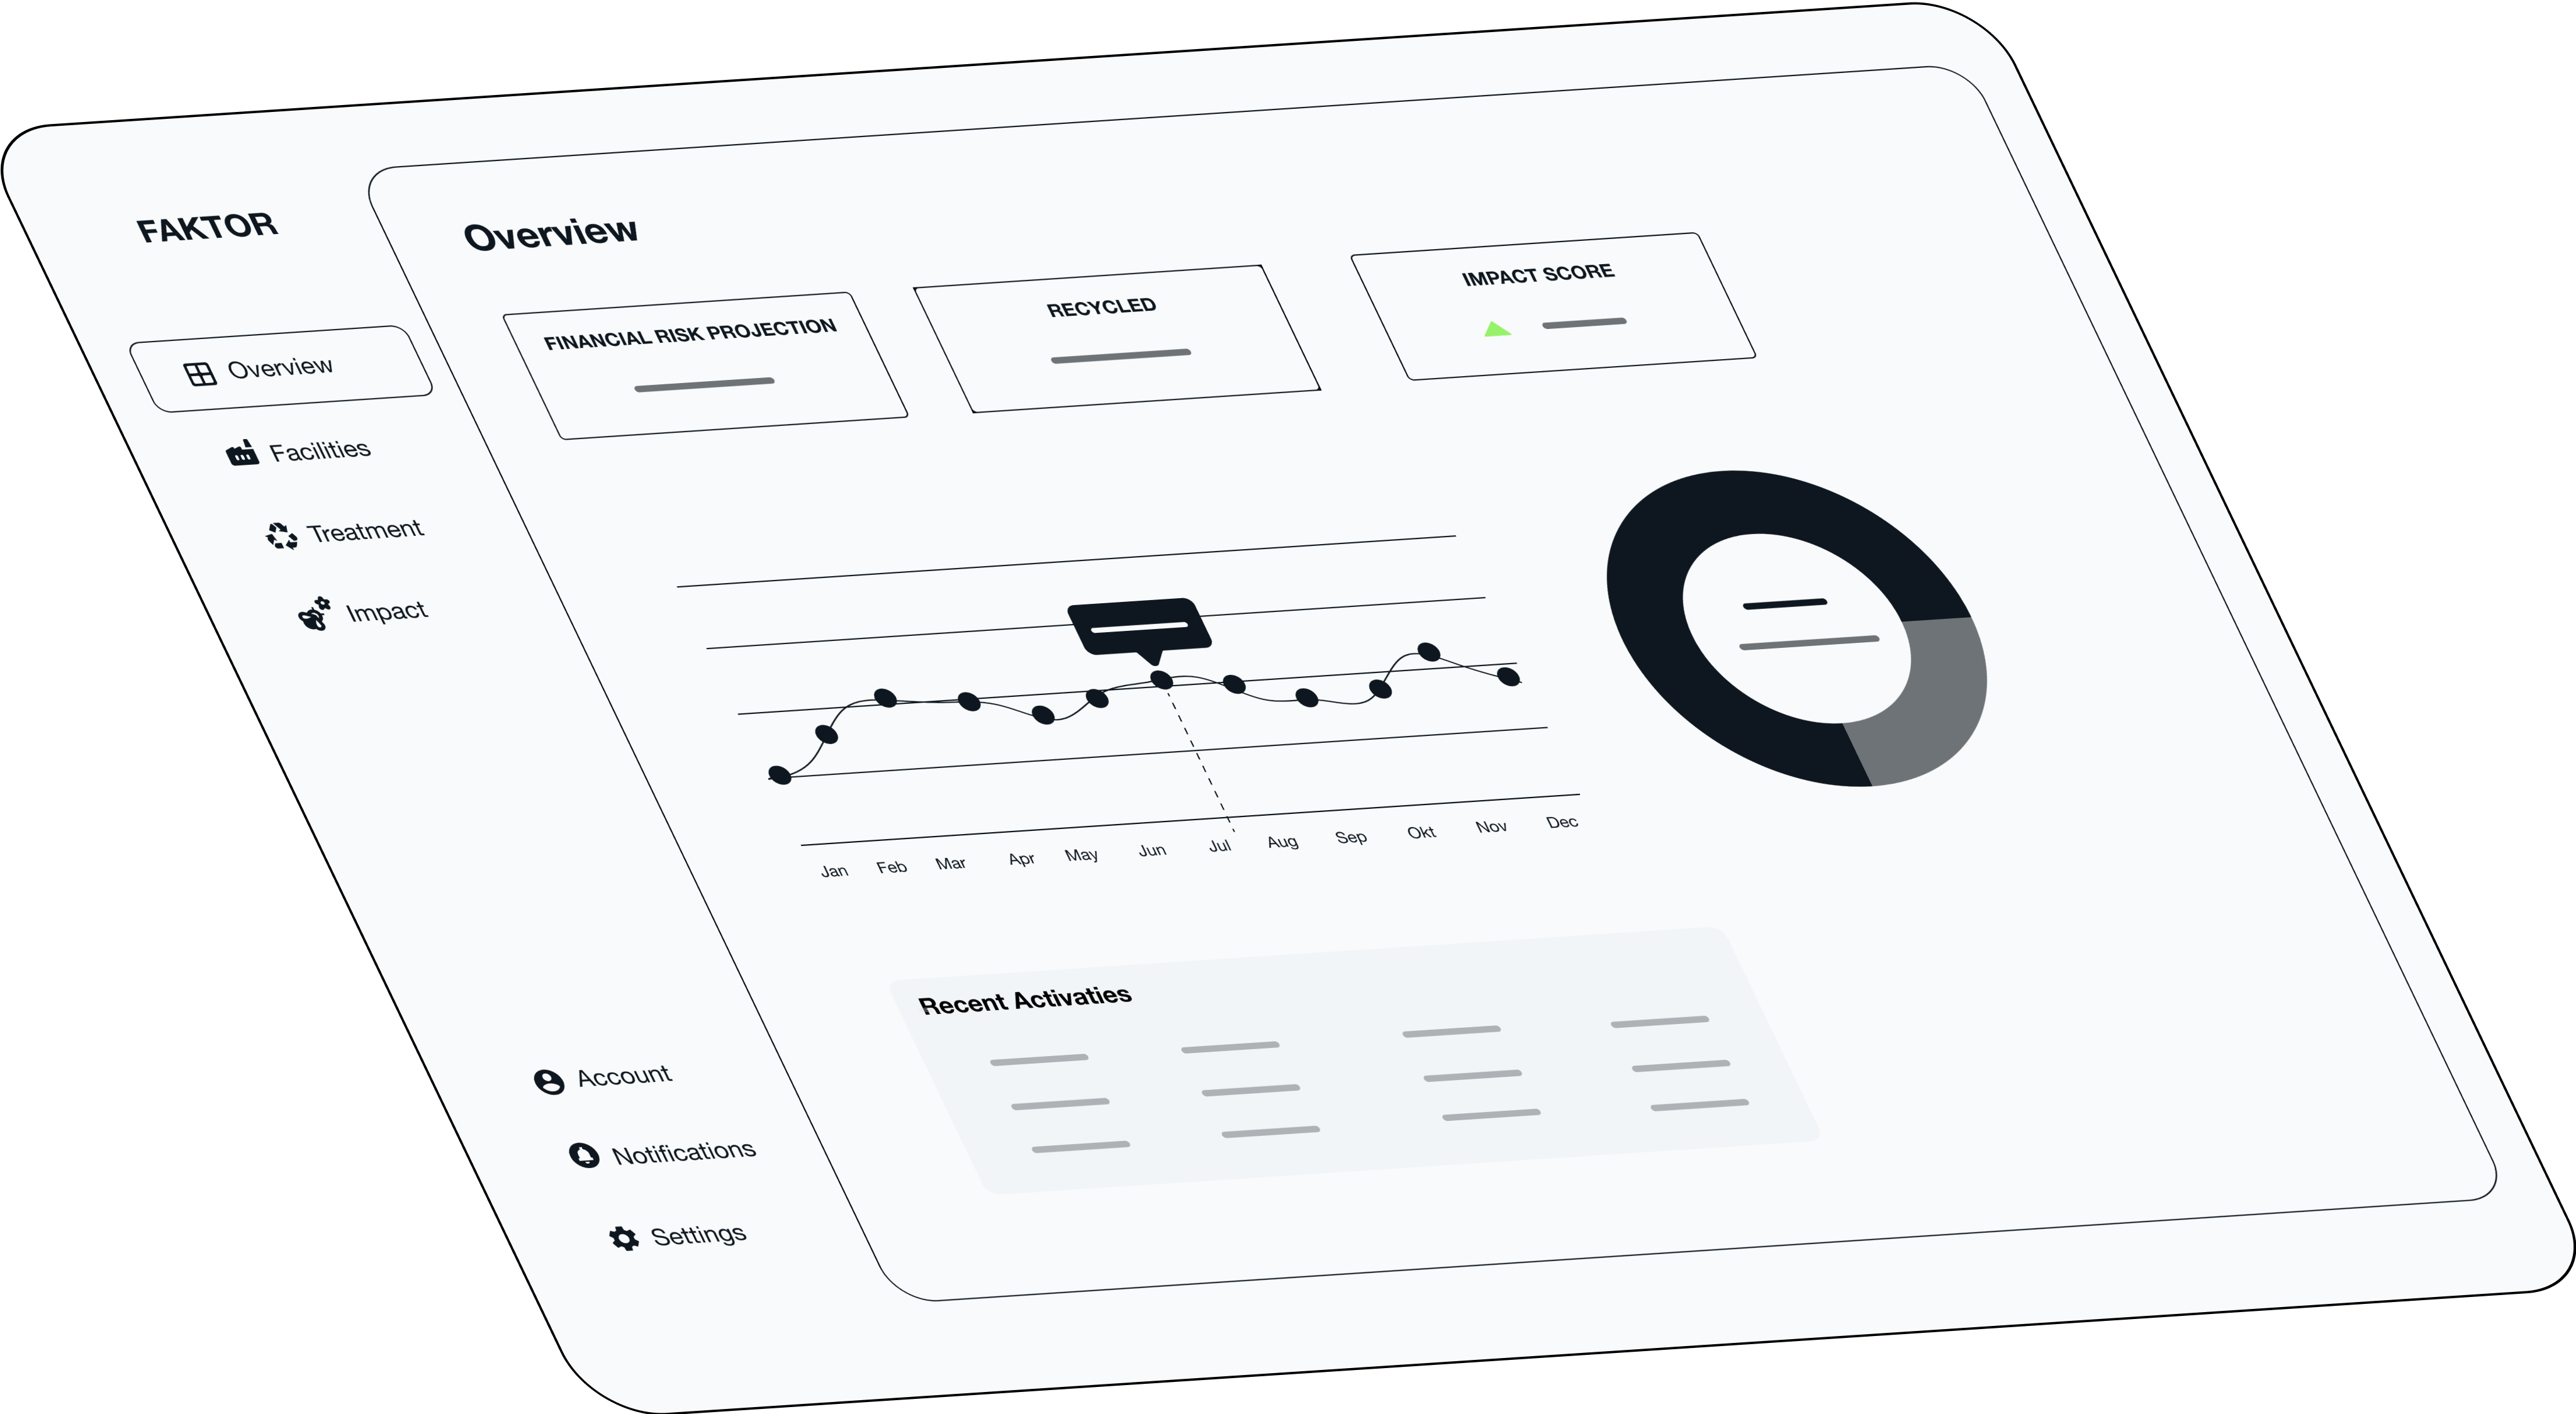 FAKTOR
Overview
Facilities
Treatment
Impact
Account
Notifications
Settings
Overview
FINANCIAL RISK PROJECTION
RECYCLED
IMPACT SCORE
Jan Feb Mar Apr May Jun Jul Aug Sep Okt Nov Dec
Recent Activaties